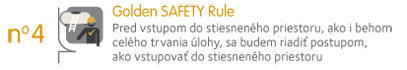 Golden SAFETY Rule
nº4
Pred vstupom do stiesneného priestoru, ako i behom
celého trvania úlohy, sa budem riadiť postupom,
ako vstupovať do stiesneného priestoru